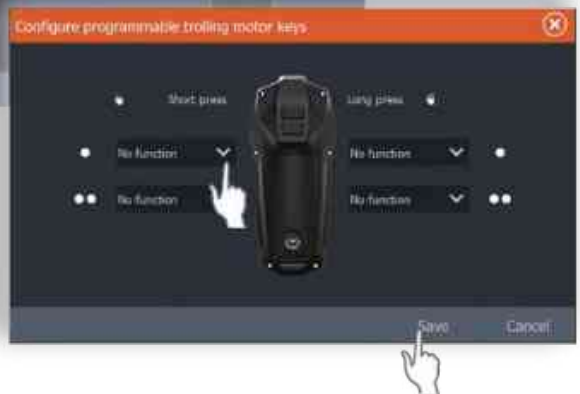 Configure programmable trolling motor keys
Short press
Long press
No function
No function
No function
No function
Save
Cancel